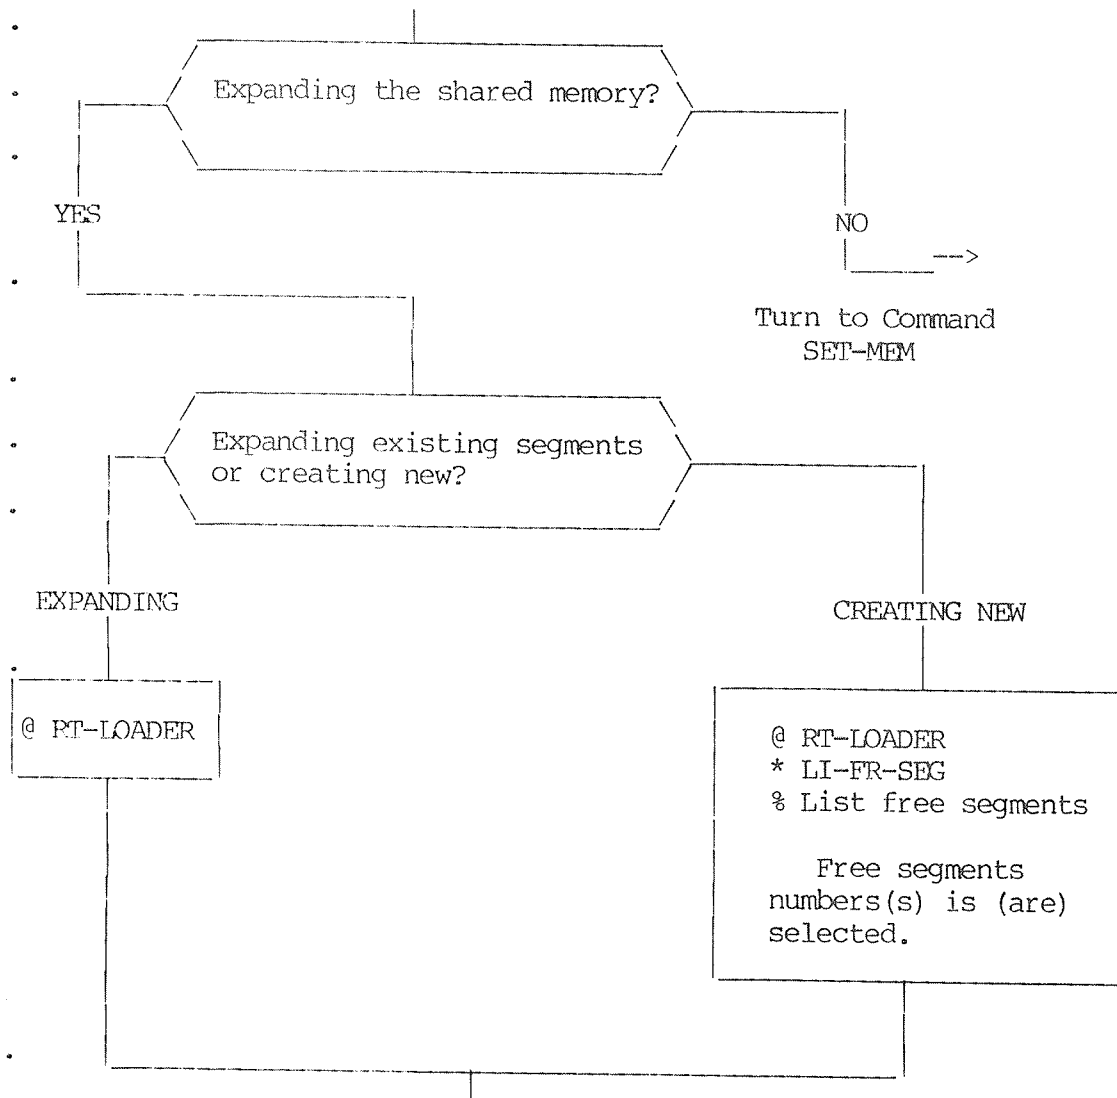 Expanding the shared memory?
YES
NO
-->
Turn to Command
SET-MEM
Expanding existing segments
or creating new?
EXPANDING
CREATING NEW
@ RT-LOADER
@ RT-LOADER
* LI-FR-SEG
% List free segments
Free segments
numbers(s) is (are)
selected.